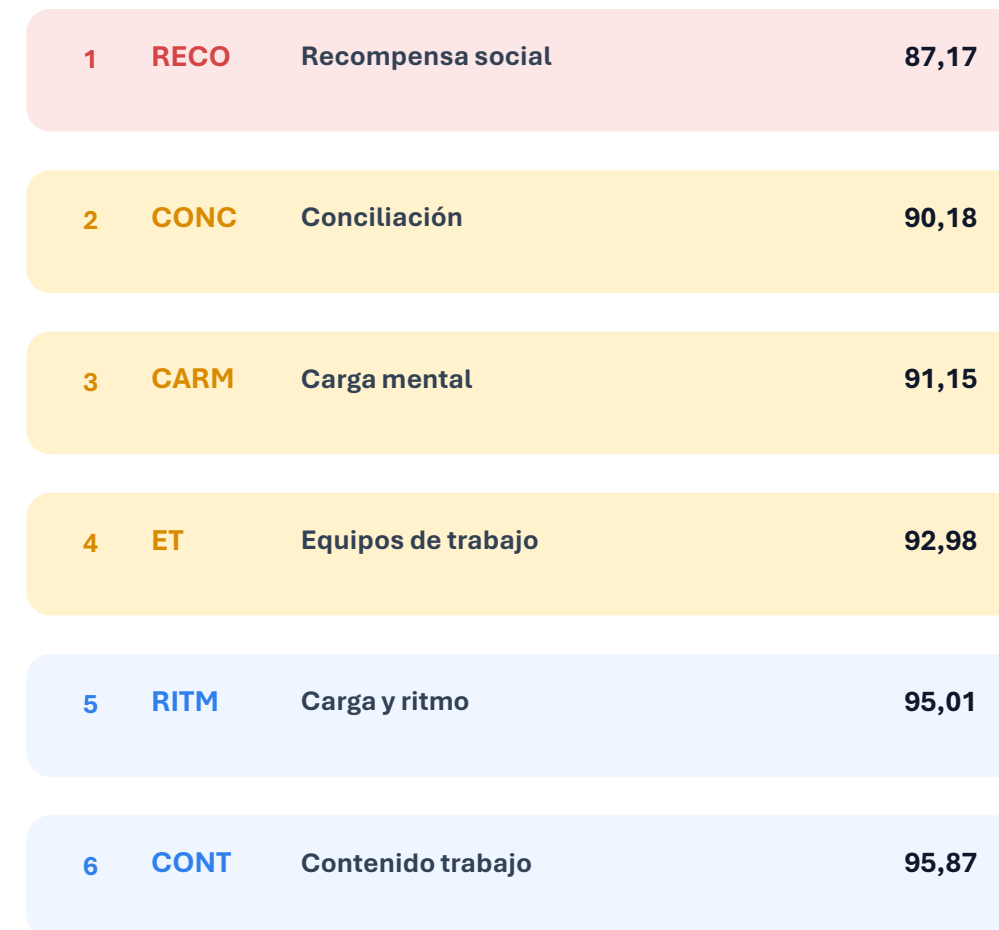 1 RECO Recompensa social 87,17
2 CONC Conciliación 90,18
3 CARM Carga mental 91,15
4 ET Equipos de trabajo 92,98
5 RITM Carga y ritmo 95,01
6 CONT Contenido trabajo 95,87